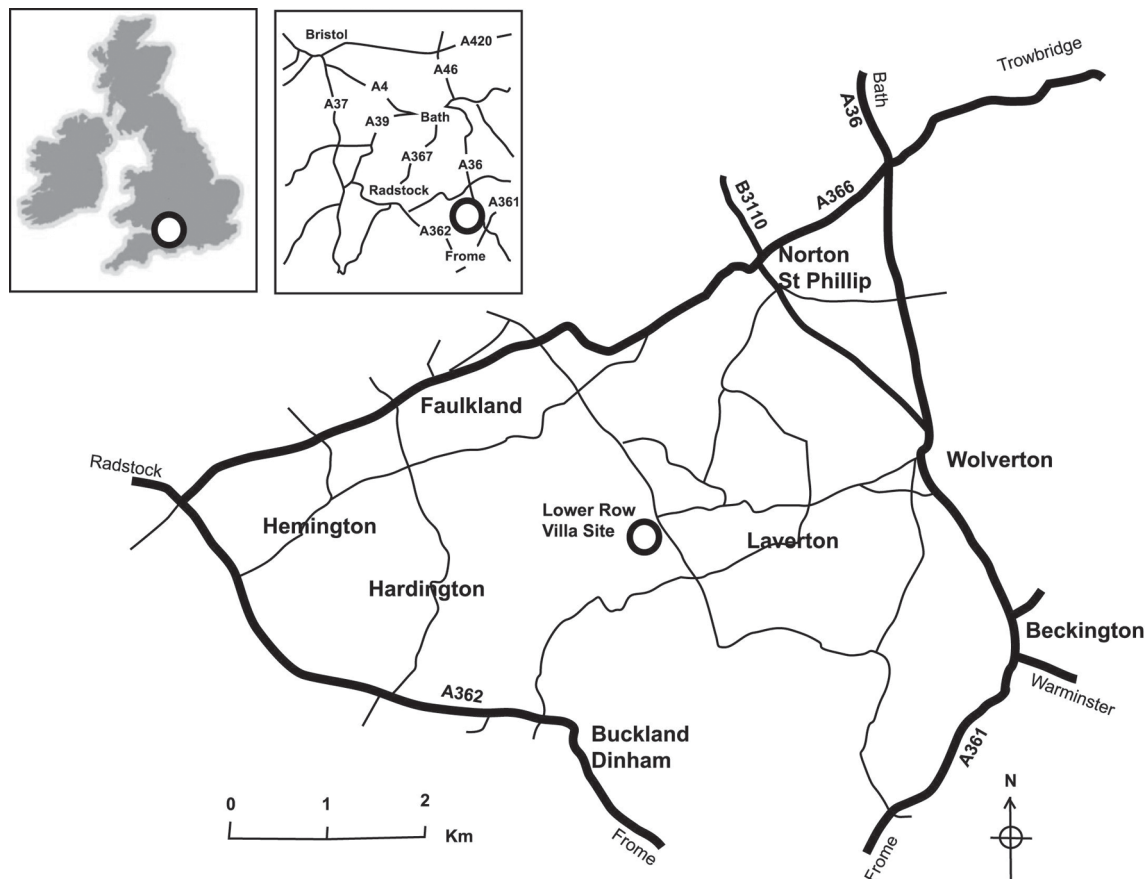 Bristol
A420
A46
A4
A37
A39
Bath
A367
A36
Radstock
A361
A362
Frome
Trowbridge
Bath
A36
A366
B3110
Norton
St Phillip
Faulkland
Radstock
Wolverton
Lower Row
Villa Site
Hemington
Laverton
Hardington
Beckington
Warminster
A362
Buckland
Dinham
A361
N
0 1 2
Km
Frome
Frome